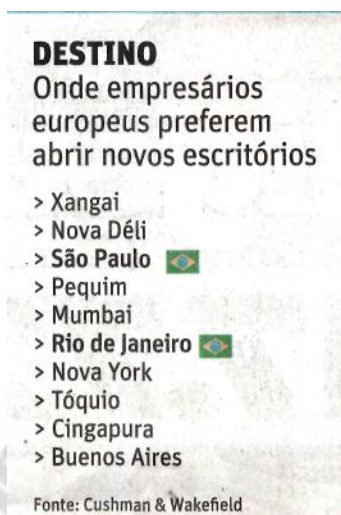 DESTINO
Onde empresários
europeus preferem
abrir novos escritórios
> Xangai
> Nova Déli
> São Paulo
> Pequim
> Mumbai
> Rio de Janeiro
> Nova York
> Tóquio
> Cingapura
> Buenos Aires
Fonte: Cushman & Wakefield